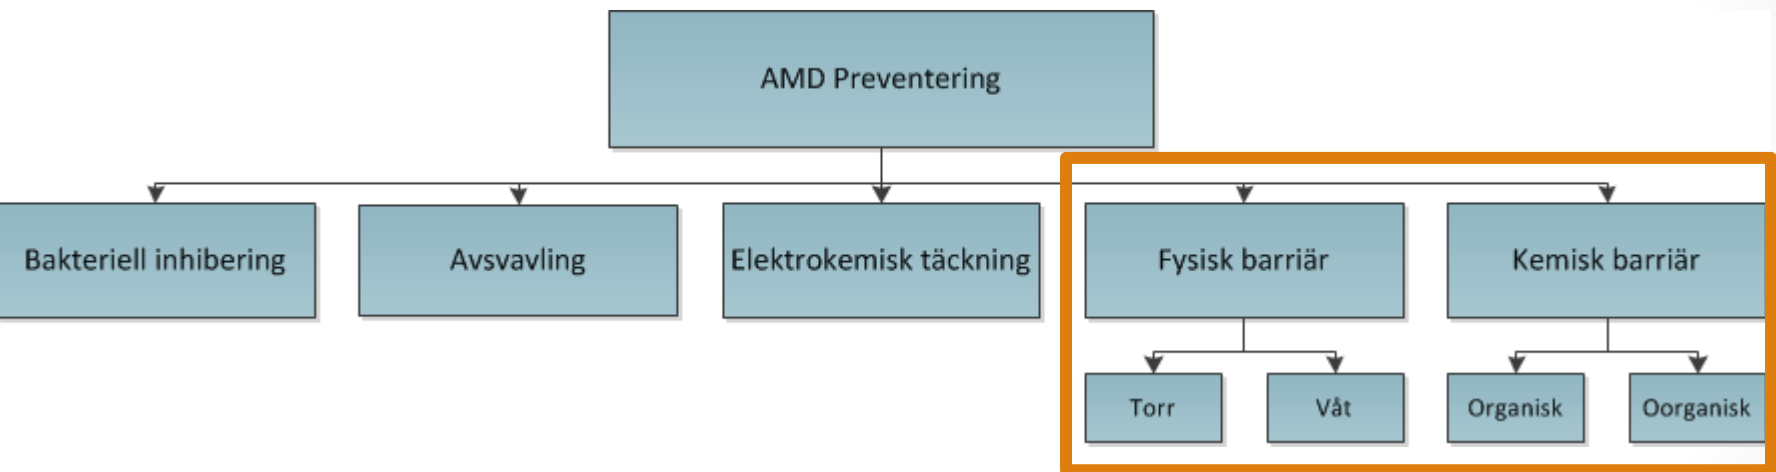 AMD Preventering
Bakteriell inhibering
Avsvavling
Elektrokemisk täckning
Fysisk barriär
Kemisk barriär
Torr
Våt
Organisk
Oorganisk